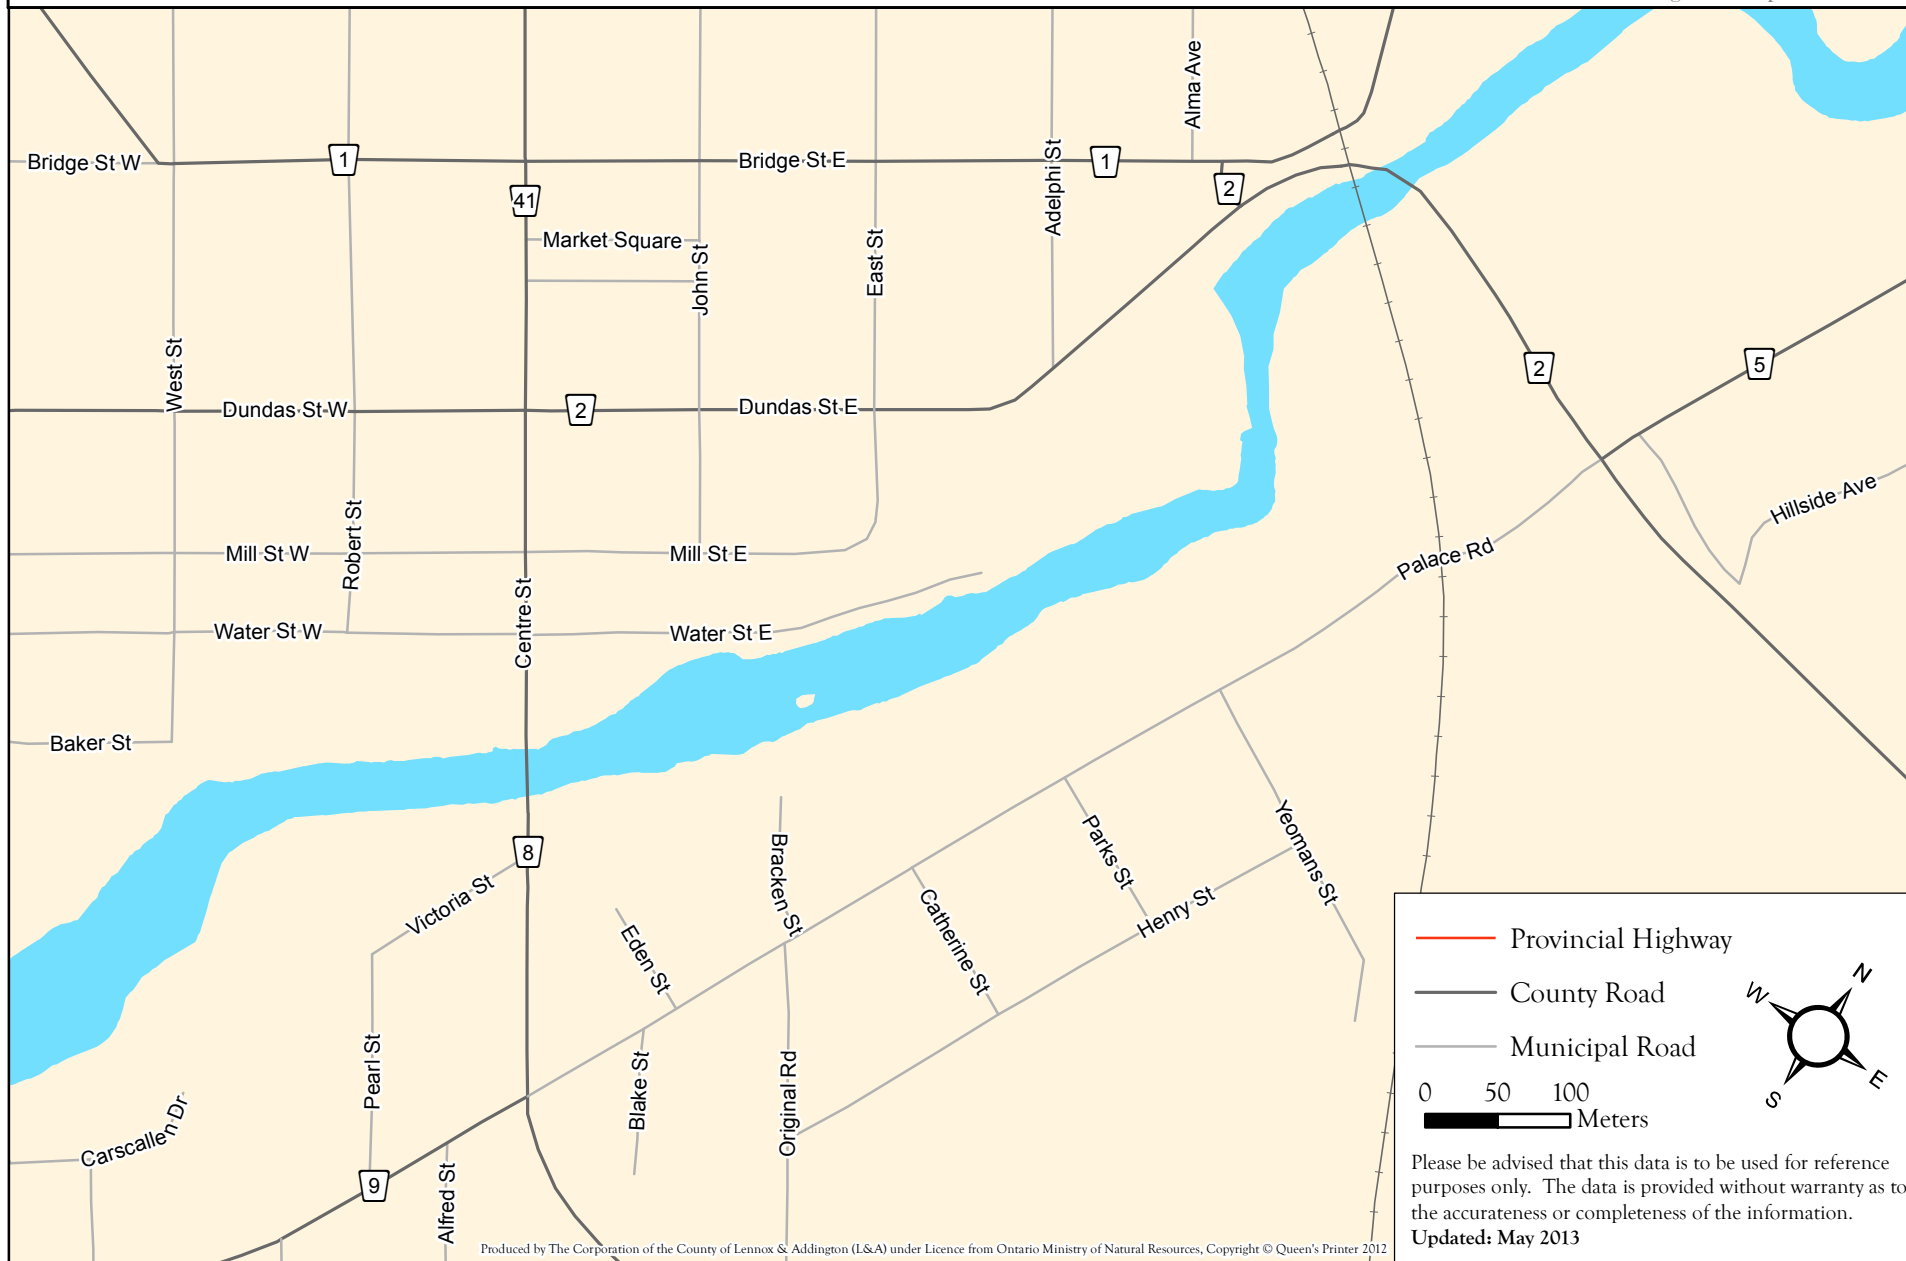 Alma Ave
Bridge St W
1
Bridge St E
1
Adelphi St
2
41
Market Square
John St
East St
West St
2
5
Dundas St W
2
Dundas St E
Hillside Ave
Robert St
Mill St W
Mill St E
Palace Rd
Centre St
Water St W
Water St E
Baker St
8
Victoria St
Bracken St
Parks St
Yeomans St
Eden St
Catherine St
Henry St
Pearl St
Blake St
Original Rd
Carscallen Dr
9
Alfred St
Provincial Highway
County Road
Municipal Road
N
W
E
S
0 50 100
Meters
Please be advised that this data is to be used for reference
purposes only. The data is provided without warranty as to
the accurateness or completeness of the information.
Updated: May 2013
Produced by The Corporation of the County of Lennox & Addington (L&A) under Licence from Ontario Ministry of Natural Resources, Copyright © Queen's Printer 2012